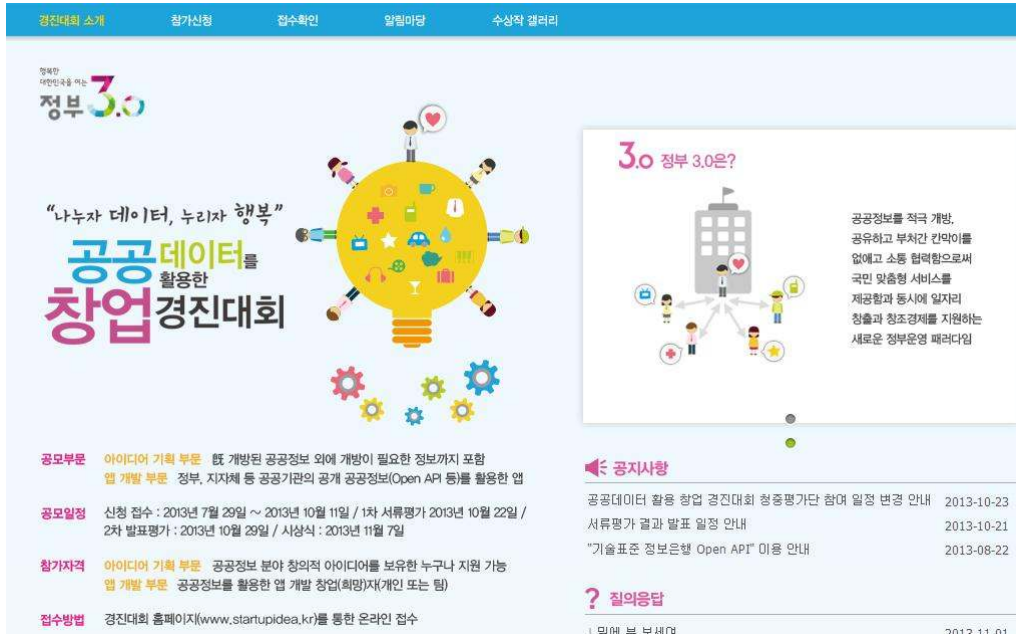 경진대회 소개 참가신청 접수확인 알림마당 수상작 갤러리
행복한
대한민국을 여는
정부3.0
"나누자 데이터, 누리자 행복"
공공데이터를
활용한
창업경진대회
3.0 정부 3.0은?
공공정보를 적극 개방,
공유하고 부처간 칸막이를
없애고 소통 협력함으로써
국민 맞춤형 서비스를
제공함과 동시에 일자리
창출과 창조경제를 지원하는
새로운 정부운영 패러다임
공모부문 아이디어 기획 부문 旣 개방된 공공정보 외에 개방이 필요한 정보까지 포함
앱 개발 부문 정부, 지자체 등 공공기관의 공개 공공정보(Open API 등)를 활용한 앱
공모일정 신청 접수 : 2013년 7월 29일 ~ 2013년 10월 11일 / 1차 서류평가 2013년 10월 22일 /
2차 발표평가 : 2013년 10월 29일 / 시상식 : 2013년 11월 7일
참가자격 아이디어 기획 부문 공공정보 분야 창의적 아이디어를 보유한 누구나 지원 가능
앱 개발 부문 공공정보를 활용한 앱 개발 창업(희망)자(개인 또는 팀)
접수방법 경진대회 홈페이지(www.startupidea.kr)를 통한 온라인 접수
공지사항
공공데이터 활용 창업 경진대회 청중평가단 참여 일정 변경 안내 2013-10-23
서류평가 결과 발표 일정 안내 2013-10-21
"기술표준 정보은행 Open API" 이용 안내 2013-08-22
? 질의응답
2013-11-01